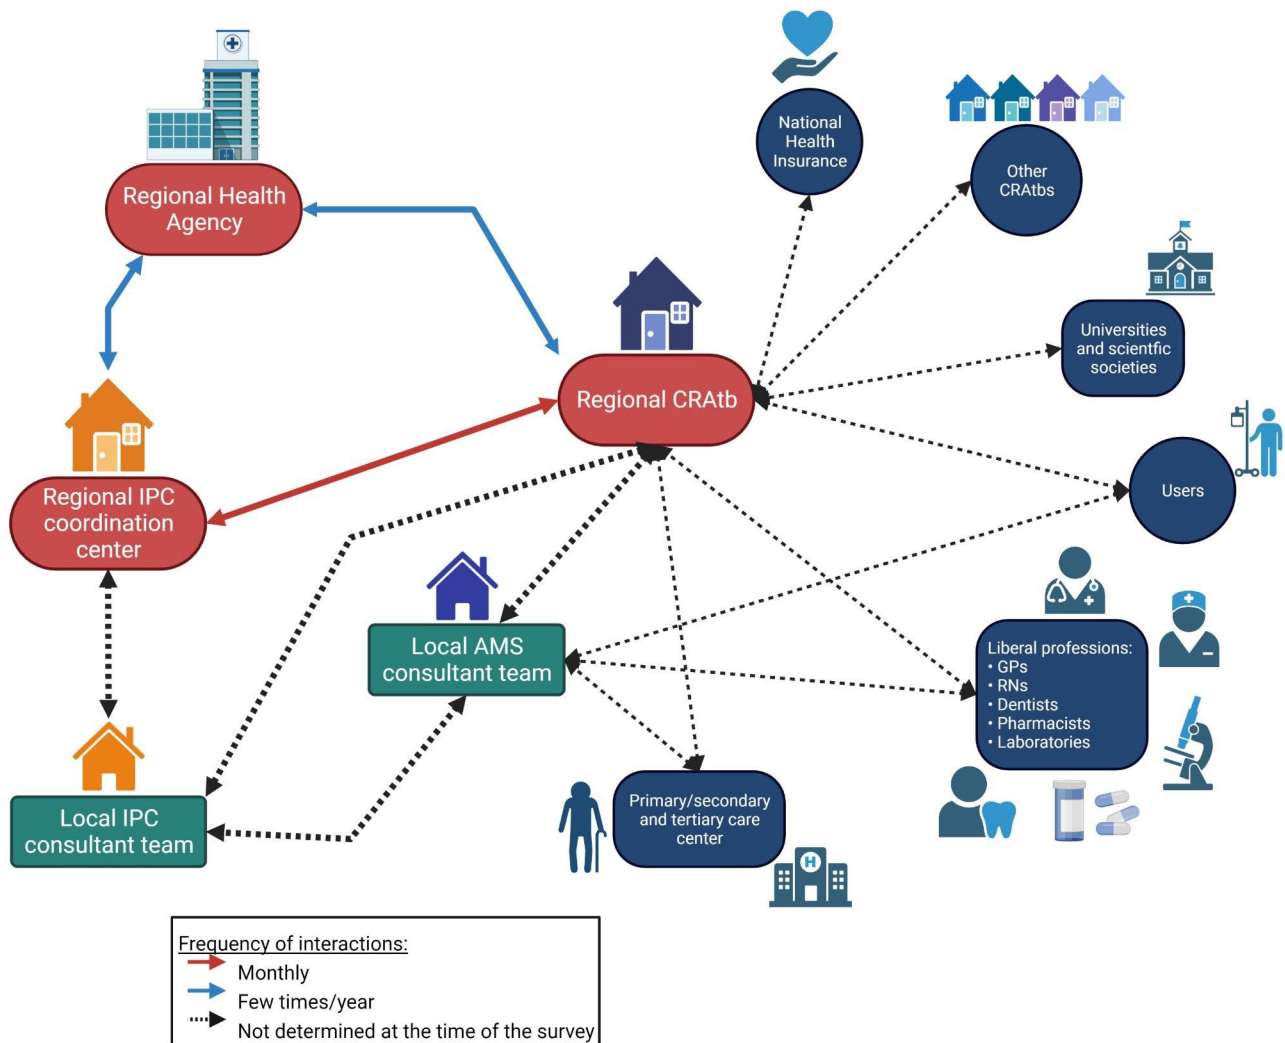 National
Health
Insurance
Other
CRAtbs
Regional Health
Agency
Universities
and scientfic
societies
Regional CRAtb
Regional IPC
coordination
center
Users
Local AMS
consultant team
Liberal professions:
• GPs
• RNs
• Dentists
• Pharmacists
• Laboratories
Local IPC
consultant team
Primary/secondary
and tertiary care
center
H
Frequency of interactions:
Monthly
Few times/year
Not determined at the time of the survey